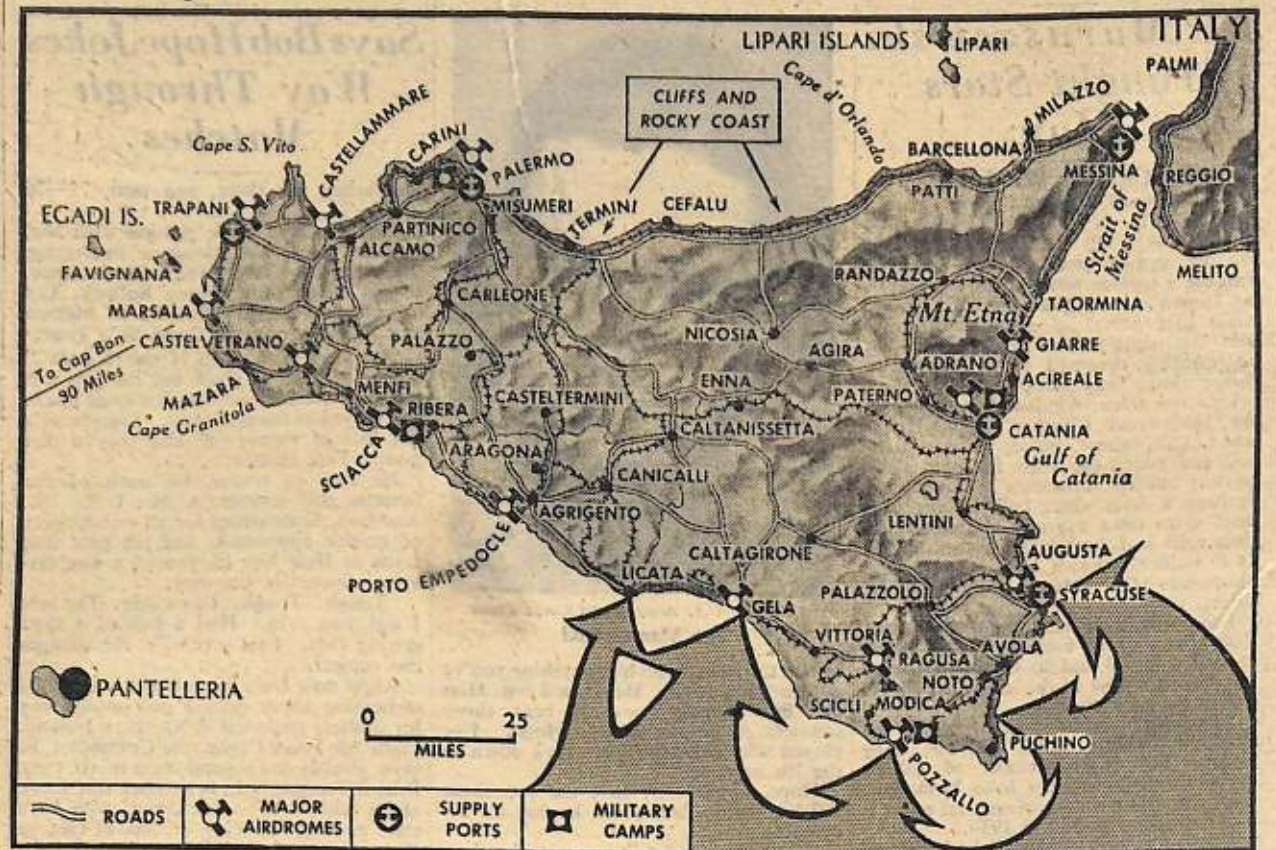 ITALY
LIPARI ISLANDS
LIPARI
PALMI
Cape d'Orlando
MILAZZO
CLIFFS AND
ROCKY COAST
CASTELLAMMARE
CARINI
Cape S. Vito
PALERMO
BARCELLONA
PATTI
MESSINA
REGGIO
Strait of
Messina
MELITO
EGADI IS.
TRAPANI
MISUMERI
TERMINI
CEFALU
PARTINICO
ALCAMO
FAVIGNANA
RANDAZZO
TAORMINA
Mt. Etna
MARSALA
CARLEONE
NICOSIA
GIARRE
To Cap Bon
90 Miles
CASTELVETRANO
PALAZZO
AGIRA
ADRANO
ACIREALE
MAZARA
Cape Granitola
MENFI
RIBERA
CASTELTERMINI
ENNA
PATERNO
CATANIA
Gulf of
Catania
SCIACCA
ARAGONA
CALTANISSETTA
CANICALLI
AGRIGENTO
LENTINI
PORTO EMPEDOCLE
LICATA
CALTAGIRONE
AUGUSTA
GELA
PALAZZOLO
SYRACUSE
VITTORIA
RAGUSA
AVOLA
NOTO
SCICLI
MODICA
PUCHINO
POZZALLO
PANTELLERIA
0 25
MILES
ROADS
MAJOR
AIRDROMES
SUPPLY
PORTS
MILITARY
CAMPS